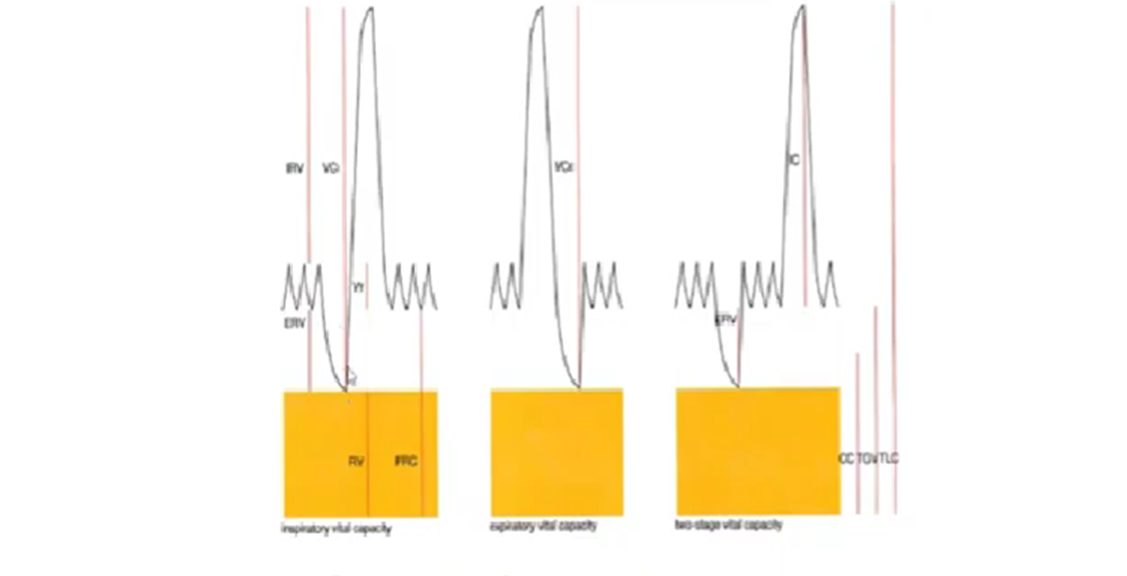 IRV
VCi
VT
ERV
RV
FRC
inspiratory vital capacity
VCe
expiratory vital capacity
IC
ERV
CC
TGV
TLC
two-stage vital capacity